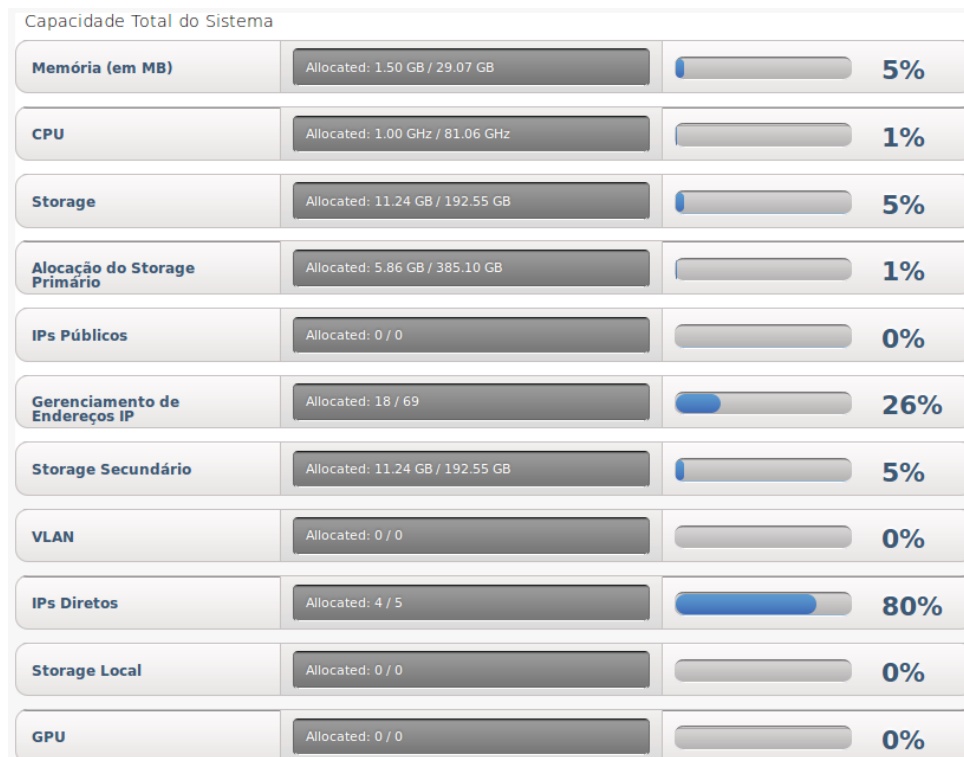 Capacidade Total do Sistema
Memória (em MB)
Allocated: 1.50 GB / 29.07 GB
5%
CPU
Allocated: 1.00 GHz / 81.06 GHz
1%
Storage
Allocated: 11.24 GB / 192.55 GB
5%
Alocação do Storage
Primário
Allocated: 5.86 GB / 385.10 GB
1%
IPs Públicos
Allocated: 0 / 0
0%
Gerenciamento de
Endereços IP
Allocated: 18 / 69
26%
Storage Secundário
Allocated: 11.24 GB / 192.55 GB
5%
VLAN
Allocated: 0 / 0
0%
IPs Diretos
Allocated: 4 / 5
80%
Storage Local
Allocated: 0 / 0
0%
GPU
Allocated: 0 / 0
0%